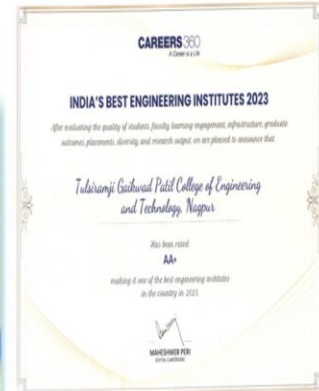 CAREERS360
A Career is a Life
INDIA'S BEST ENGINEERING INSTITUTES 2023
After evaluating the quality of students, faculty, learning engagement, infrastructure, graduate
outcomes, placements, diversity, and research output, we are pleased to announce that
Tulsiramji Gaikwad Patil College of Engineering
and Technology, Nagpur
Has been rated
AA+
making it one of the best engineering institutes
in the country in 2023.
MAHESHWER PERI